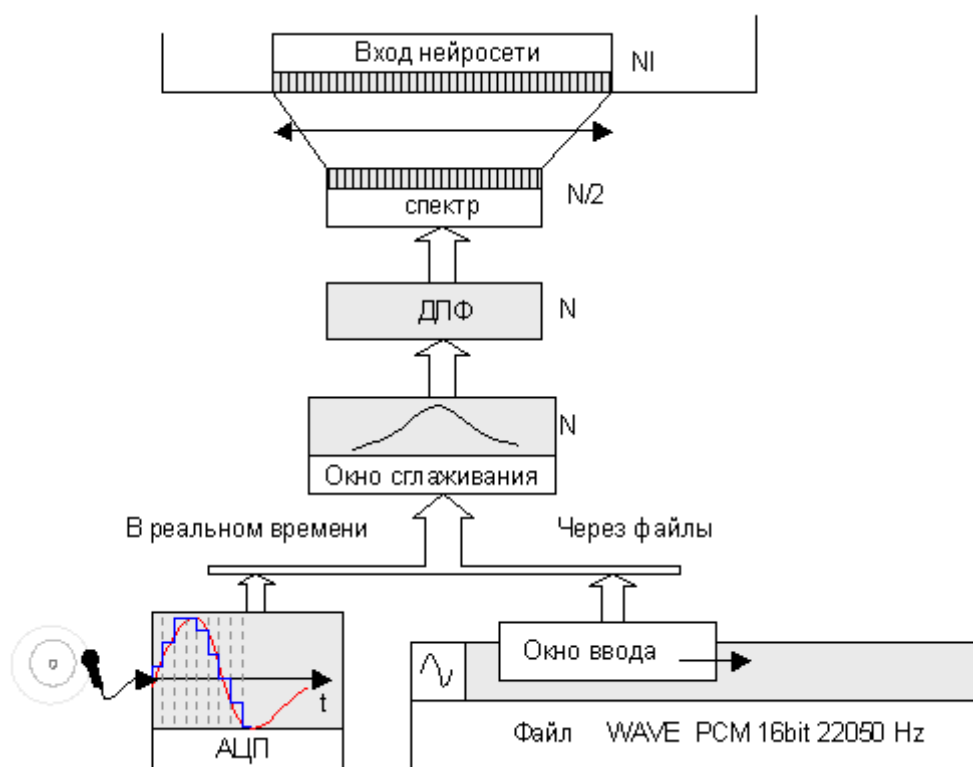 Вход нейросети
NI
N/2
спектр
ДПФ
N
N
Окно сглаживания
В реальном времени
Через файлы
Окно ввода
t
АЦП
Файл WAVE PCM 16bit 22050 Hz